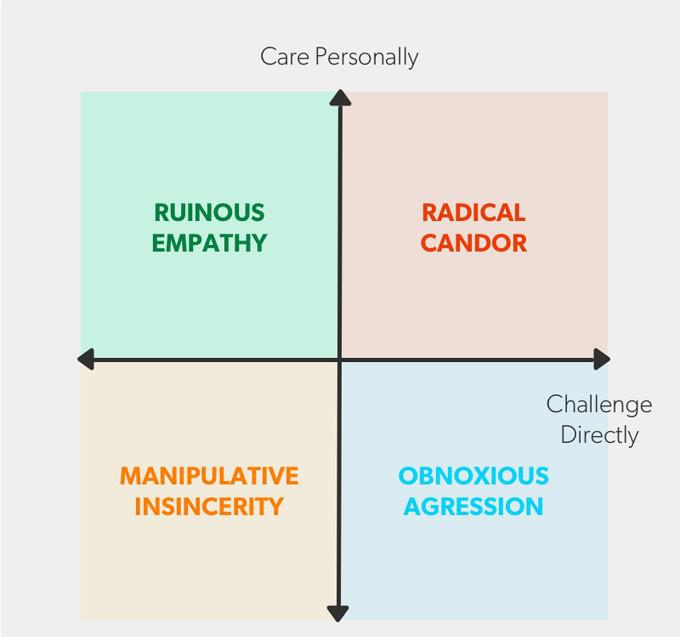 Care Personally
RUINOUS
EMPATHY
RADICAL
CANDOR
Challenge
Directly
MANIPULATIVE
INSINCERITY
OBNOXIOUS
AGRESSION